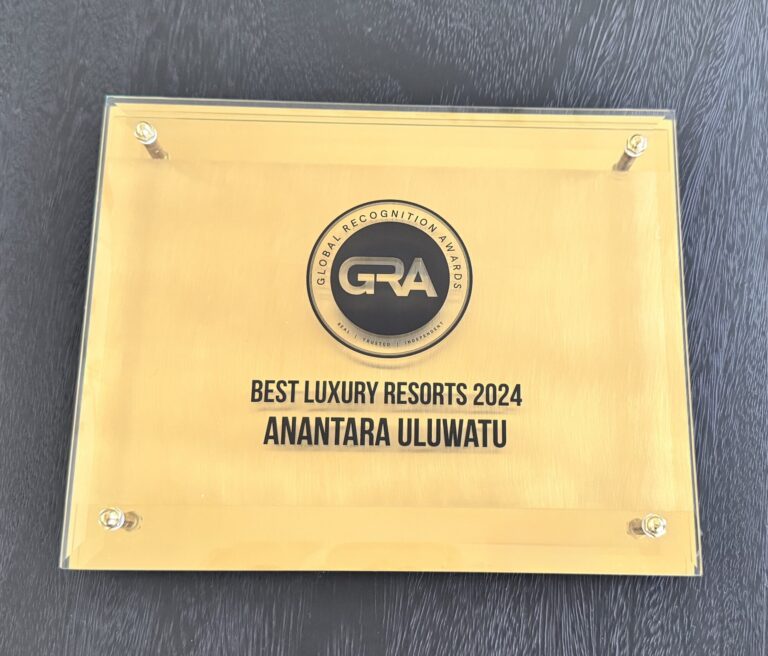 GLOBAL RECOGNITION AWARDS
GRA
REAL | TRUSTED | INDEPENDENT
BEST LUXURY RESORTS 2024
ANANTARA ULUWATU